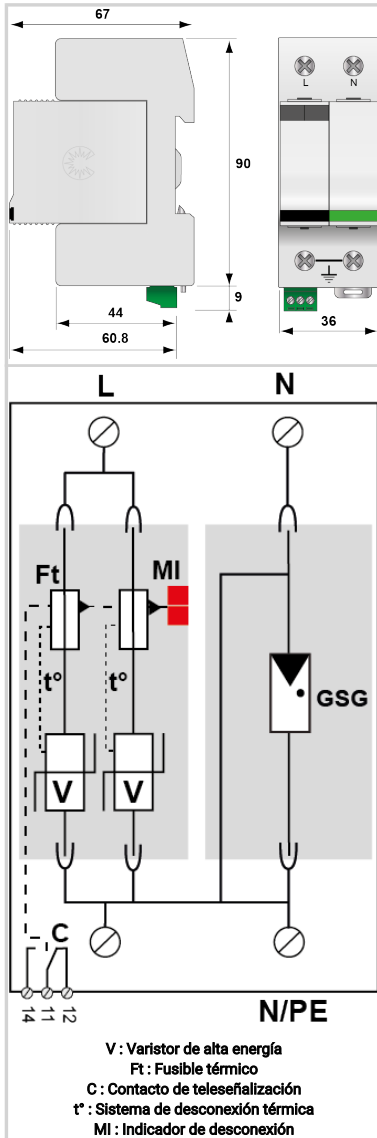 67
L N
90
9
44
60.8
36
L N
Ft MI
t° t°
GSG
V V
C
14 11 12
N/PE
V : Varistor de alta energía
Ft : Fusible térmico
C : Contacto de teleseñalización
t° : Sistema de desconexión térmica
MI : Indicador de desconexión